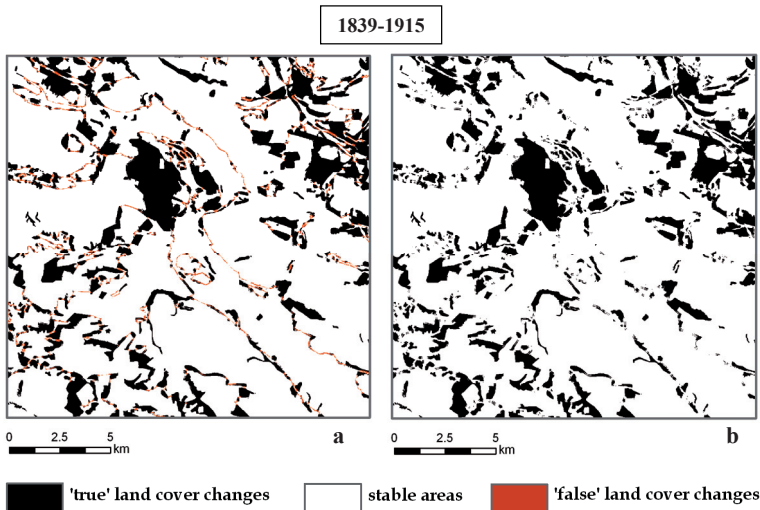 1839-1915
0 2.5 5
km
a
0 2.5 5
km
b
'true' land cover changes
stable areas
'false' land cover changes